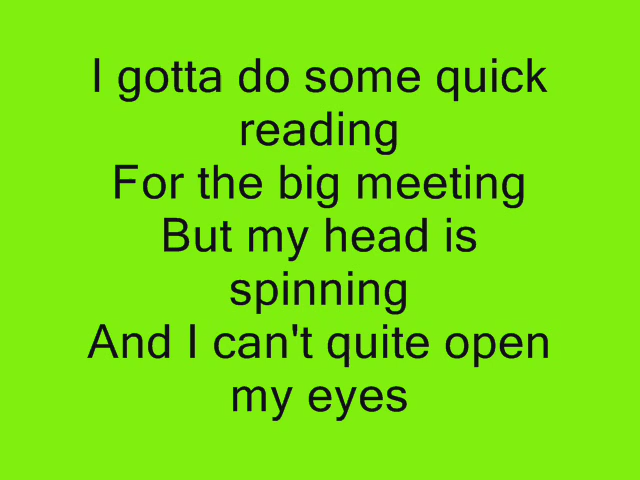 I gotta do some quick
reading
For the big meeting
But my head is
spinning
And I can't quite open
my eyes